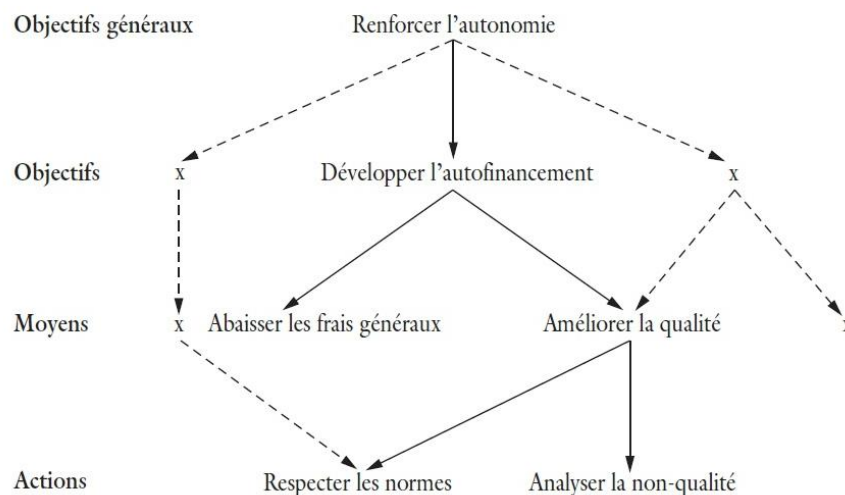 Objectifs généraux Renforcer l'autonomie
Objectifs x Développer l'autofinancement x
Moyens x Abaisser les frais généraux Améliorer la qualité x
Actions Respecter les normes Analyser la non-qualité